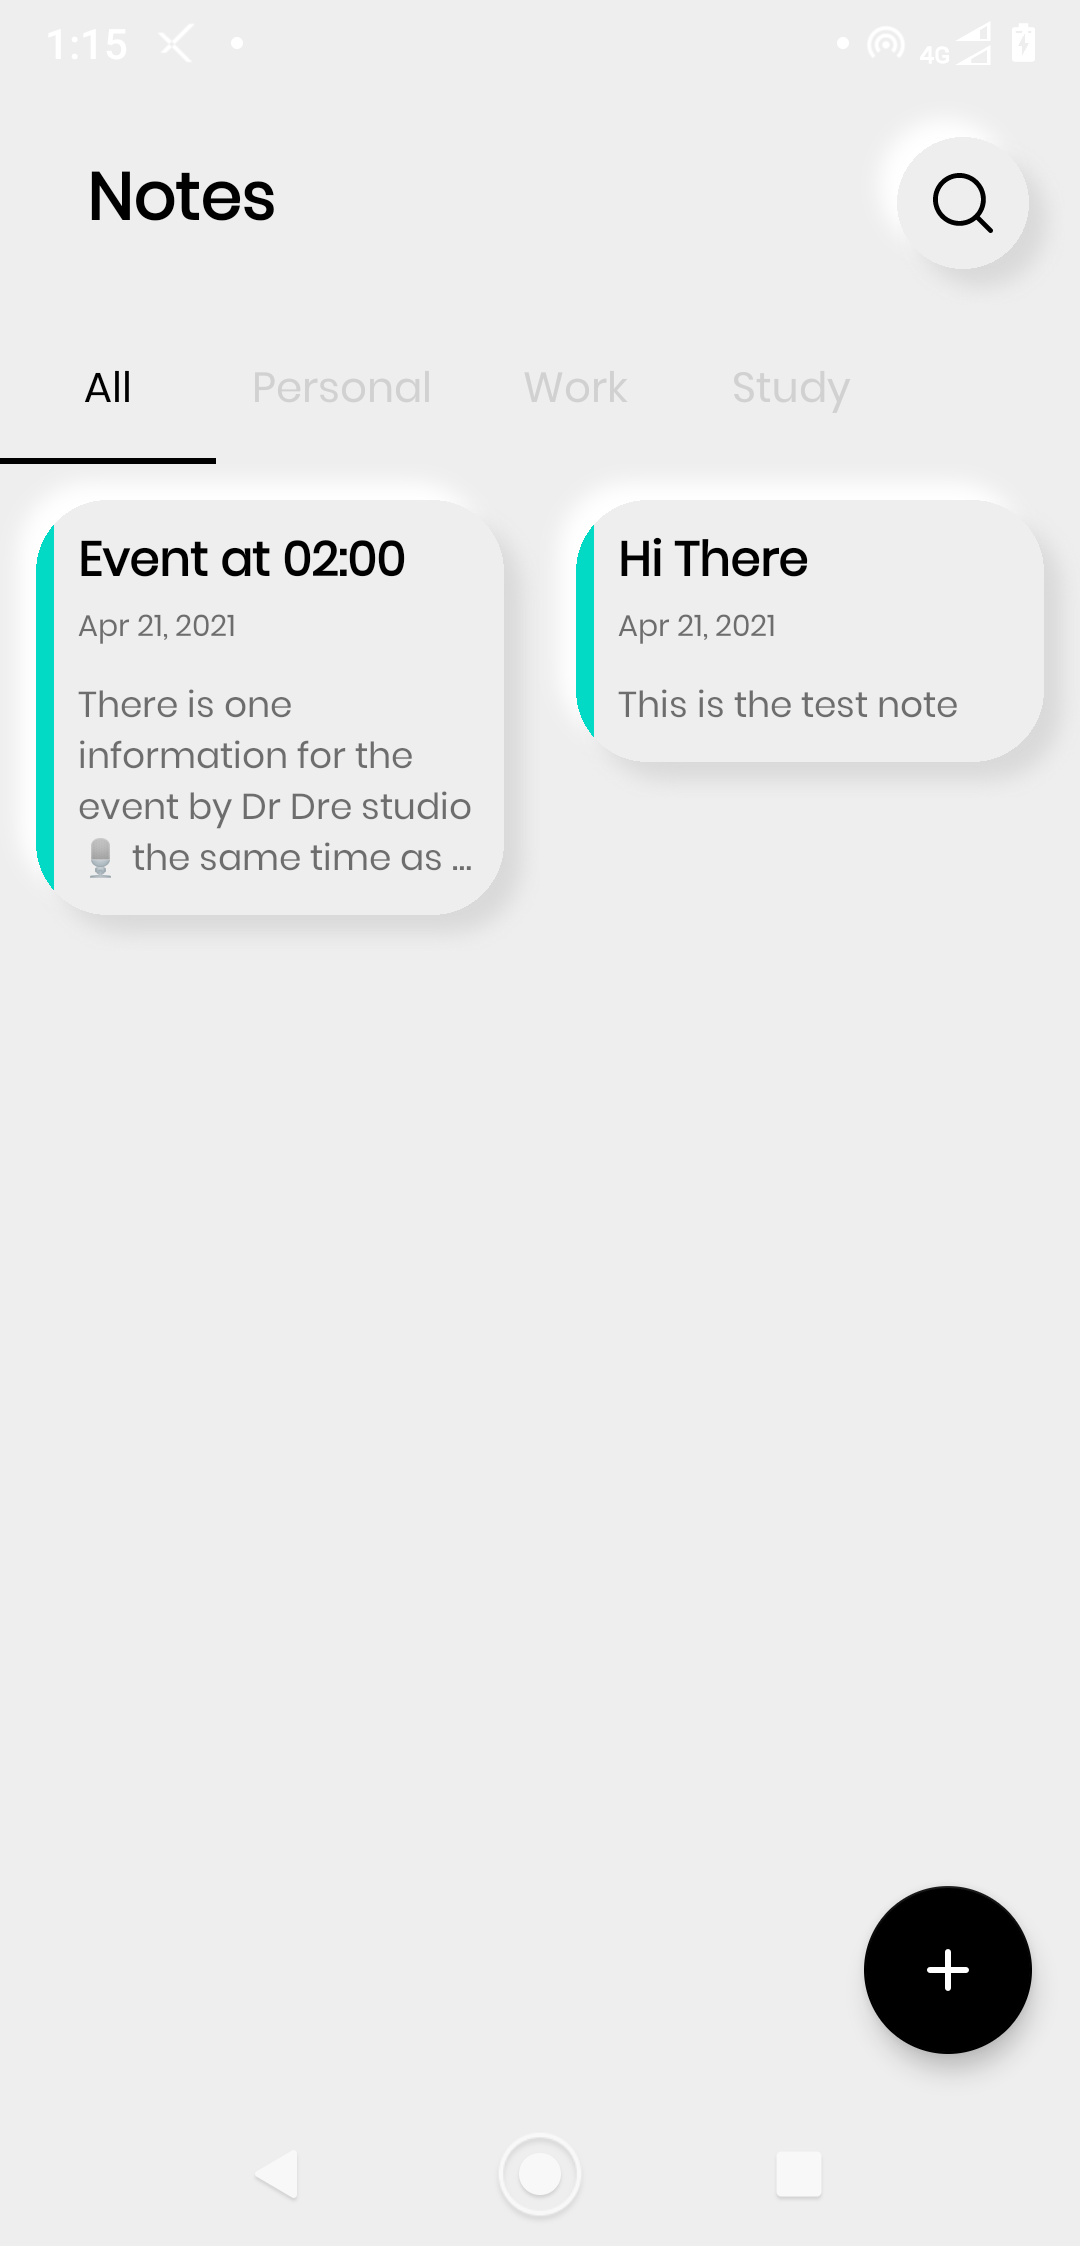 1:15
4G
Notes
All Personal Work Study
Event at 02:00
Apr 21, 2021
There is one
information for the
event by Dr Dre studio
🎙️ the same time as ...
Hi There
Apr 21, 2021
This is the test note